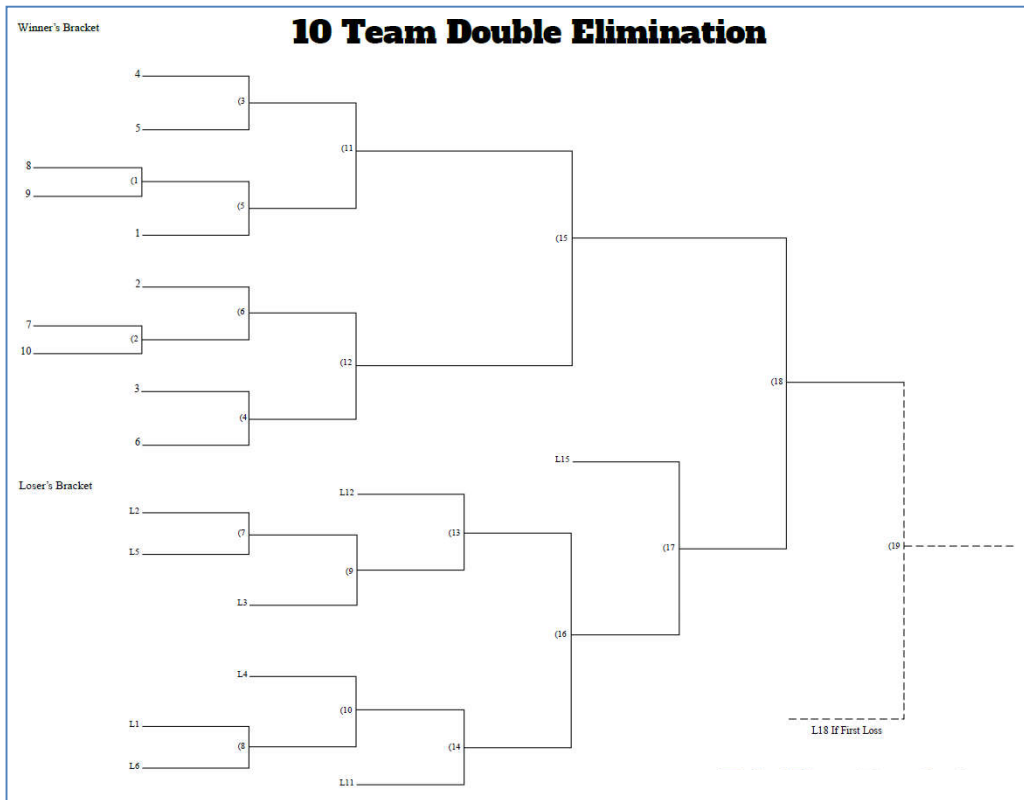 Winner's Bracket
10 Team Double Elimination
4
(3
5
(11
8
(1
9
(5
1
(15
2
(6
7
(2
10
(12
3
(4
6
(18
L15
Loser's Bracket
L12
L2
(7
(13
L5
(17
(19
(9
L3
(16
L4
(10
L1
(8
(14
L6
L11
L18 If First Loss